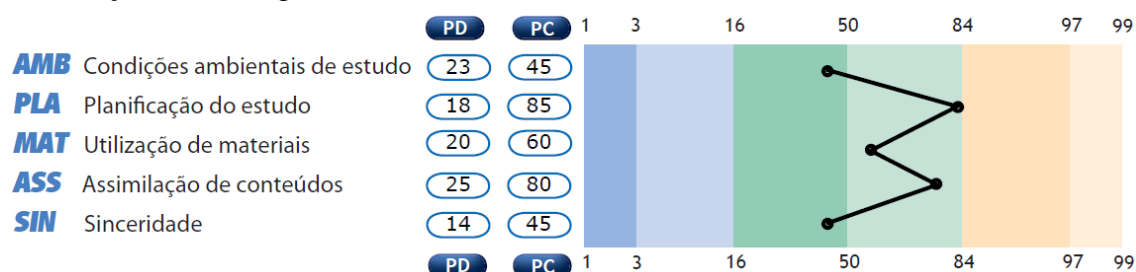 PD PC 1 3 16 50 84 97 99
AMB Condições ambientais de estudo 23 45
PLA Planificação do estudo 18 85
MAT Utilização de materiais 20 60
ASS Assimilação de conteúdos 25 80
SIN Sinceridade 14 45
PD PC 1 3 16 50 84 97 99